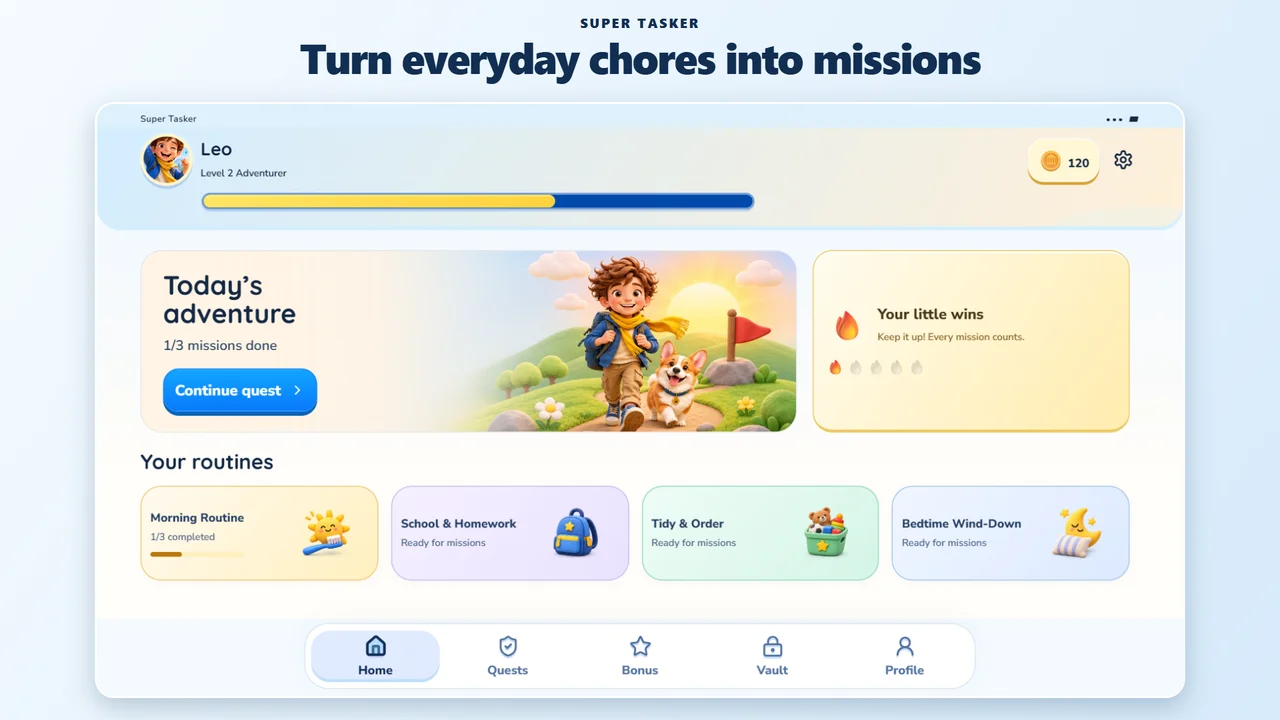 SUPER TASKER
Turn everyday chores into missions
Super Tasker
Leo
Level 2 Adventurer
120
Today's
adventure
1/3 missions done
Continue quest
Your little wins
Keep it up! Every mission counts.
Your routines
Morning Routine
1/3 completed
School & Homework
Ready for missions
Tidy & Order
Ready for missions
Bedtime Wind-Down
Ready for missions
Home
Quests
Bonus
Vault
Profile